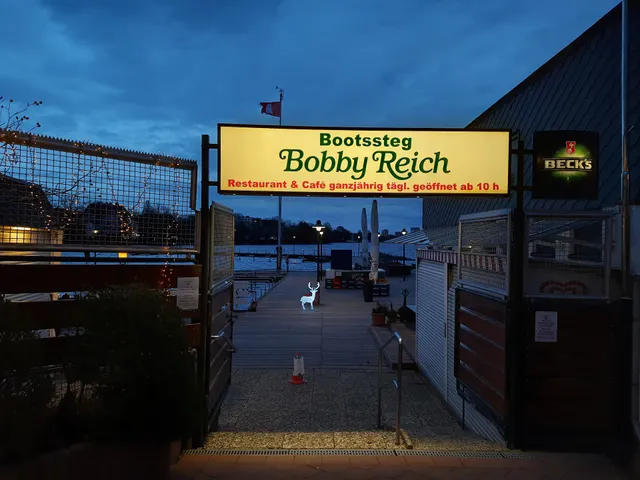 Bootssteg
Bobby Reich
Restaurant & Café ganzjährig tägl. geöffnet ab 10 h
BECK's